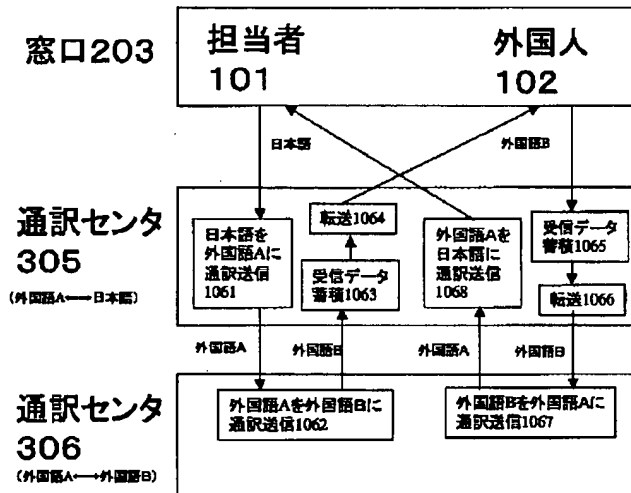 窓口203
担当者
101
外国人
102
日本語
外国語B
通訳センタ
305
(外国語A←→日本語)
日本語を
外国語Aに
通訳送信
1061
転送1064
受信データ
蓄積1063
外国語Aを
日本語に
通訳送信
1068
受信データ
蓄積1065
転送1066
外国語A
外国語B
外国語A
外国語B
通訳センタ
306
(外国語A←→外国語B)
外国語Aを外国語Bに
通訳送信1062
外国語Bを外国語Aに
通訳送信1067